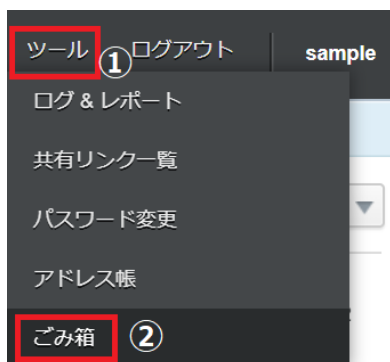 ツール ① ログアウト sample
ログ & レポート
共有リンク一覧
パスワード変更
アドレス帳
ごみ箱 ②